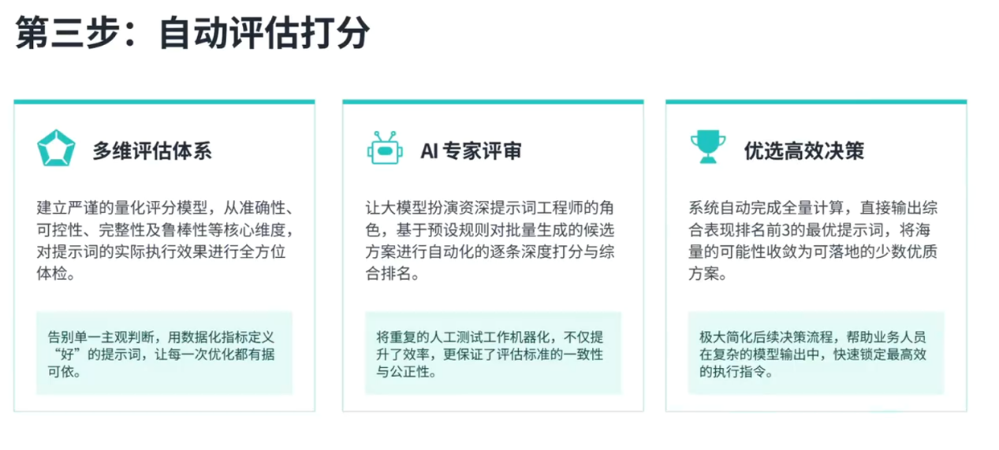 第三步：自动评估打分
多维评估体系
建立严谨的量化评分模型，从准确性、
可控性、完整性及鲁棒性等核心维度，
对提示词的实际执行效果进行全方位
体检。
告别单一主观判断，用数据化指标定义
“好”的提示词，让每一次优化都有据
可依。
AI 专家评审
让大模型扮演资深提示词工程师的角
色，基于预设规则对批量生成的候选
方案进行自动化的逐条深度打分与综
合排名。
将重复的人工测试工作机器化，不仅提
升了效率，更保证了评估标准的一致性
与公正性。
优选高效决策
系统自动完成全量计算，直接输出综
合表现排名前3的最优提示词，将海
量的可能性收敛为可落地的少数优质
方案。
极大简化后续决策流程，帮助业务人员
在复杂的模型输出中，快速锁定最高效
的执行指令。